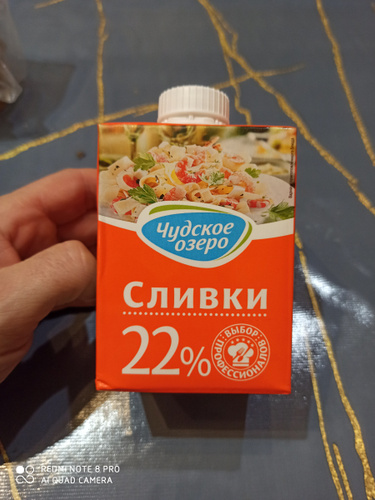 Чудское
озеро
Сливки
22%
ВЫБОР
ПРОФЕССИОНАЛОВ
REDMI NOTE 8 PRO
AI QUAD CAMERA